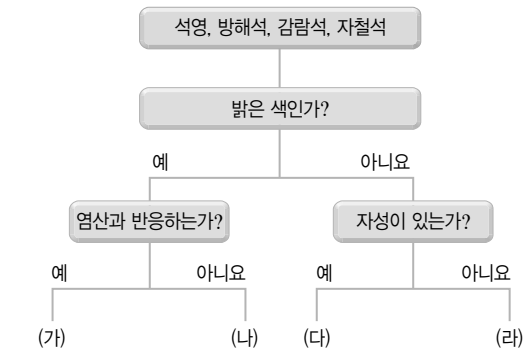 석영, 방해석, 감람석, 자철석
밝은 색인가?
예 아니요
염산과 반응하는가? 자성이 있는가?
예 아니요 예 아니요
(가) (나) (다) (라)